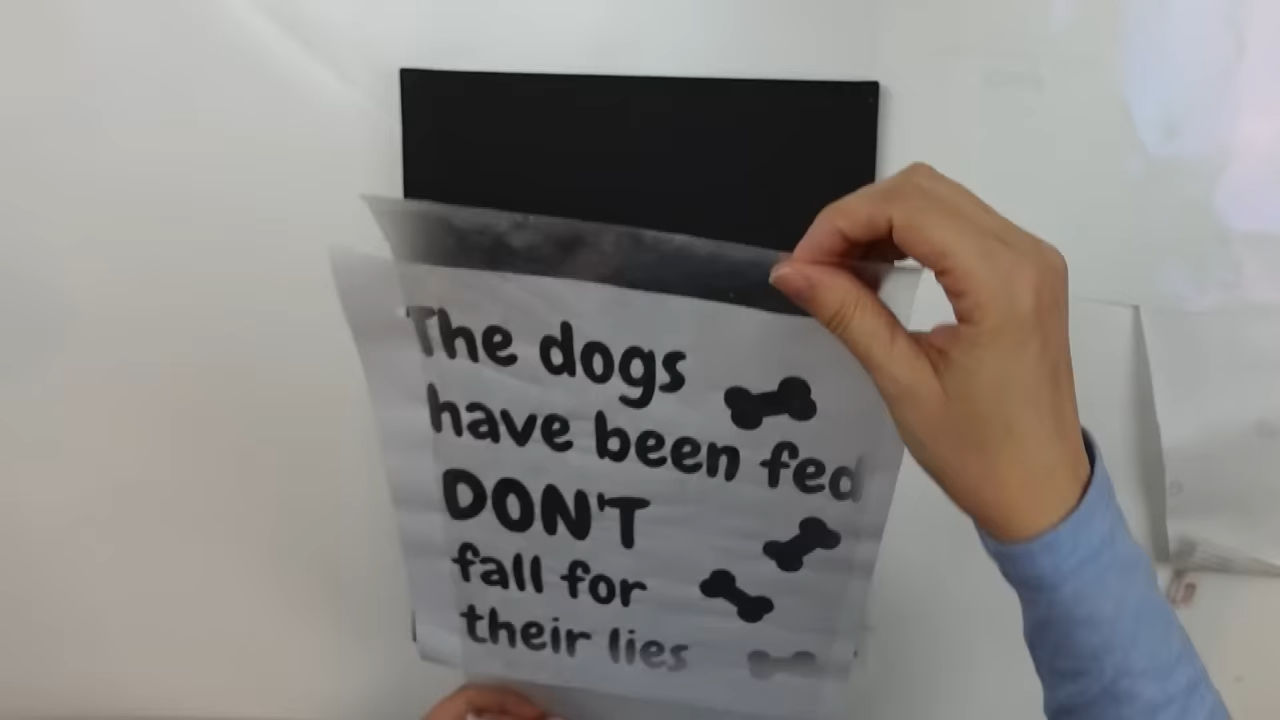 The dogs
have been fed
DON'T
fall for
their lies